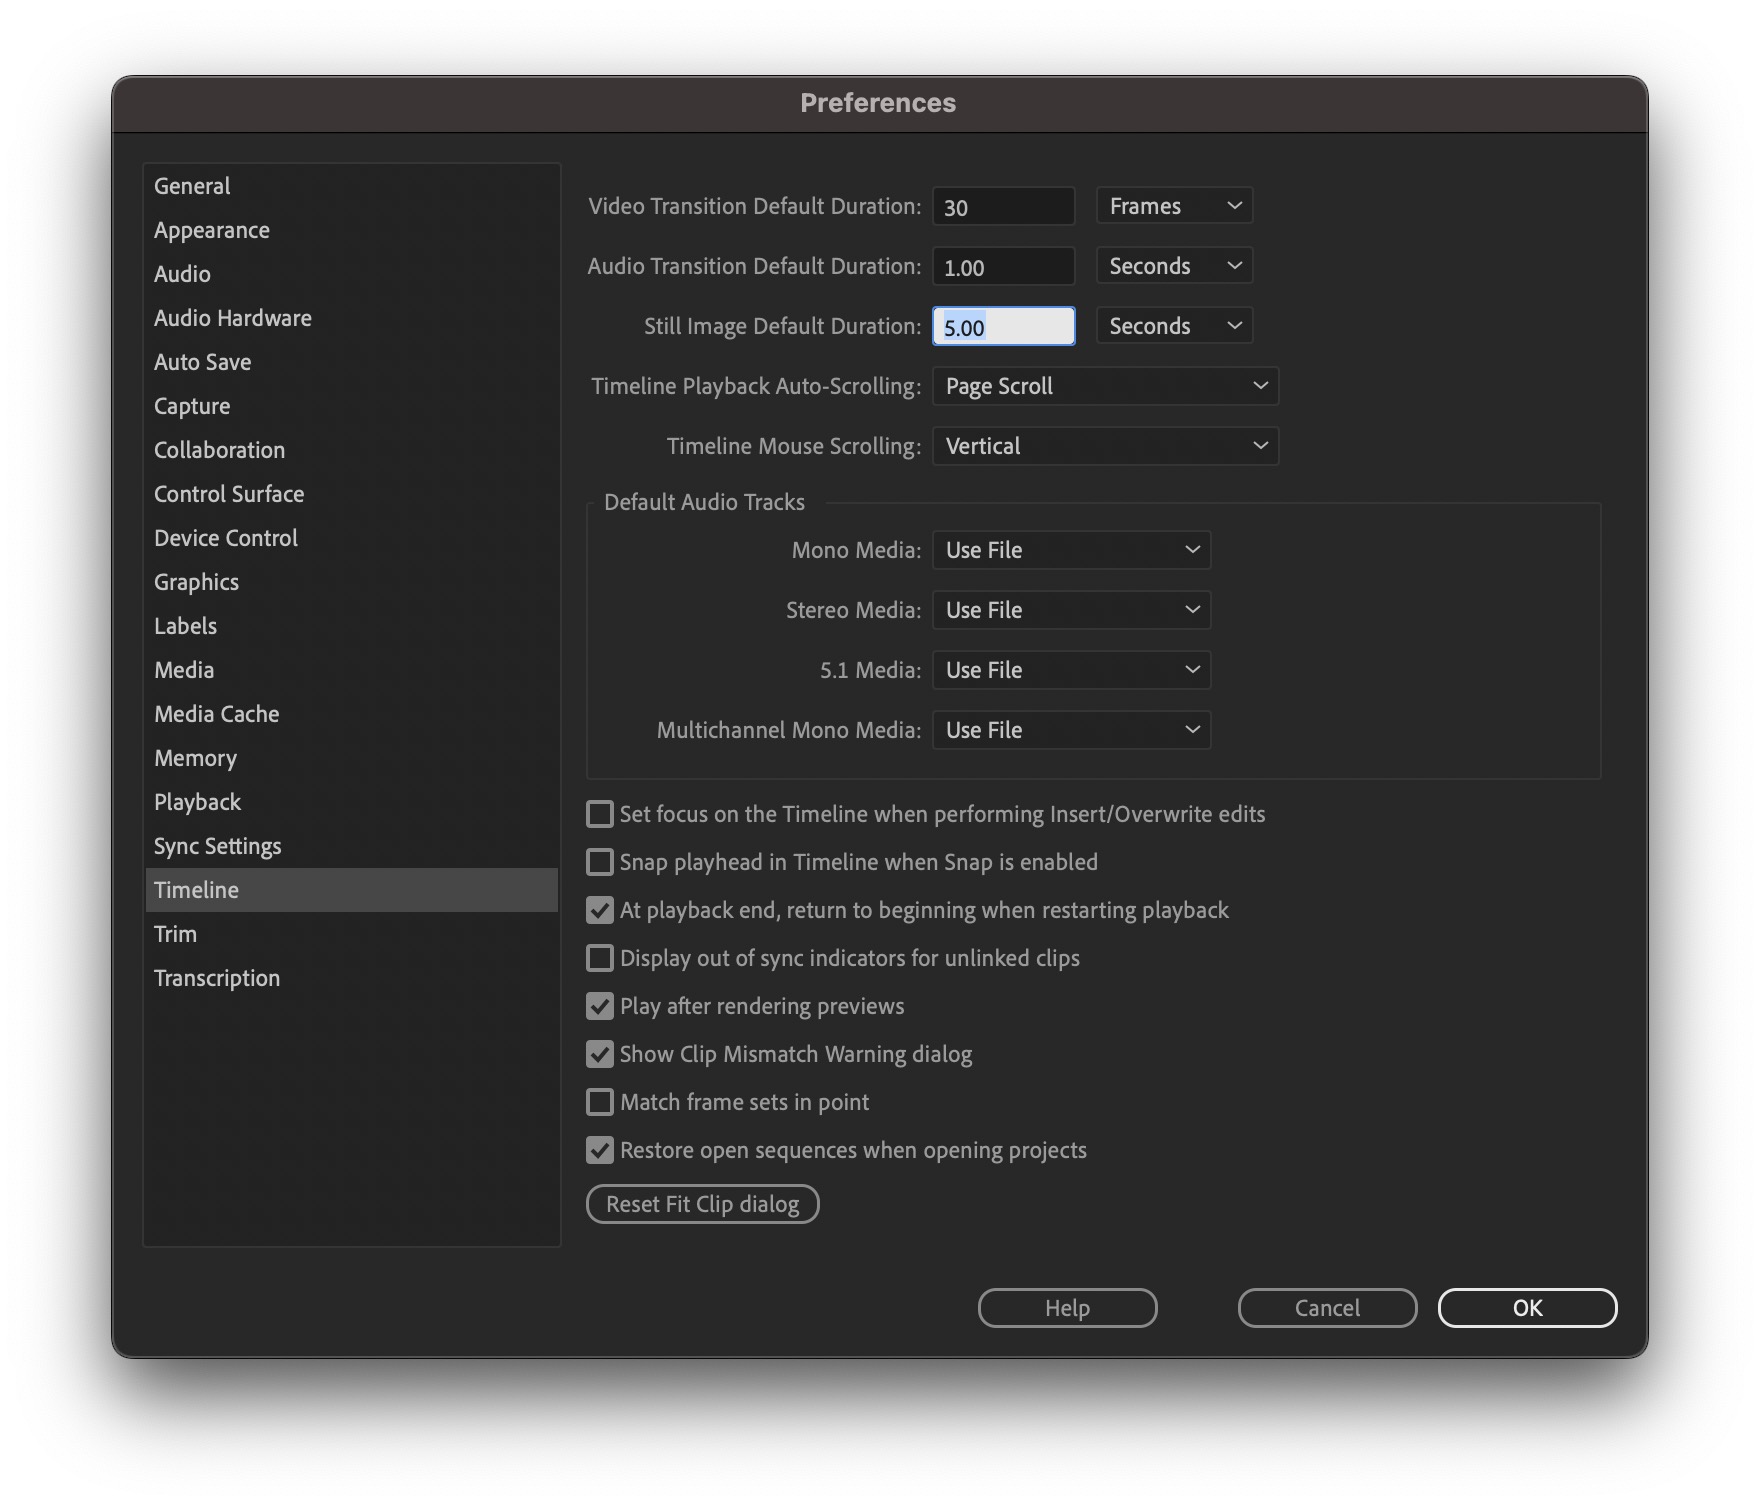 Preferences
General
Appearance
Audio
Audio Hardware
Auto Save
Capture
Collaboration
Control Surface
Device Control
Graphics
Labels
Media
Media Cache
Memory
Playback
Sync Settings
Timeline
Trim
Transcription
Video Transition Default Duration: 30 Frames
Audio Transition Default Duration: 1.00 Seconds
Still Image Default Duration: 5.00 Seconds
Timeline Playback Auto-Scrolling: Page Scroll
Timeline Mouse Scrolling: Vertical
Default Audio Tracks
Mono Media: Use File
Stereo Media: Use File
5.1 Media: Use File
Multichannel Mono Media: Use File
Set focus on the Timeline when performing Insert/Overwrite edits
Snap playhead in Timeline when Snap is enabled
At playback end, return to beginning when restarting playback
Display out of sync indicators for unlinked clips
Play after rendering previews
Show Clip Mismatch Warning dialog
Match frame sets in point
Restore open sequences when opening projects
Reset Fit Clip dialog
Help Cancel OK